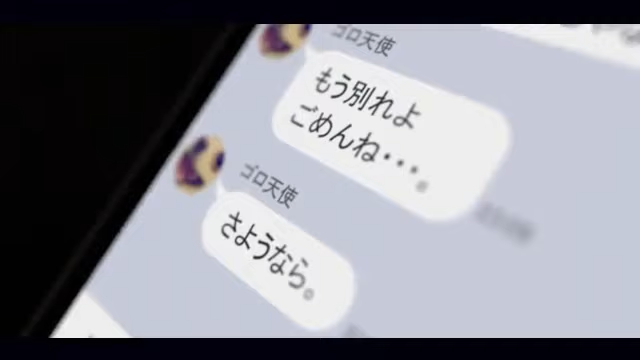 ゴロ天使
もう別れよ
ごめんね・・・。
ゴロ天使
さようなら。